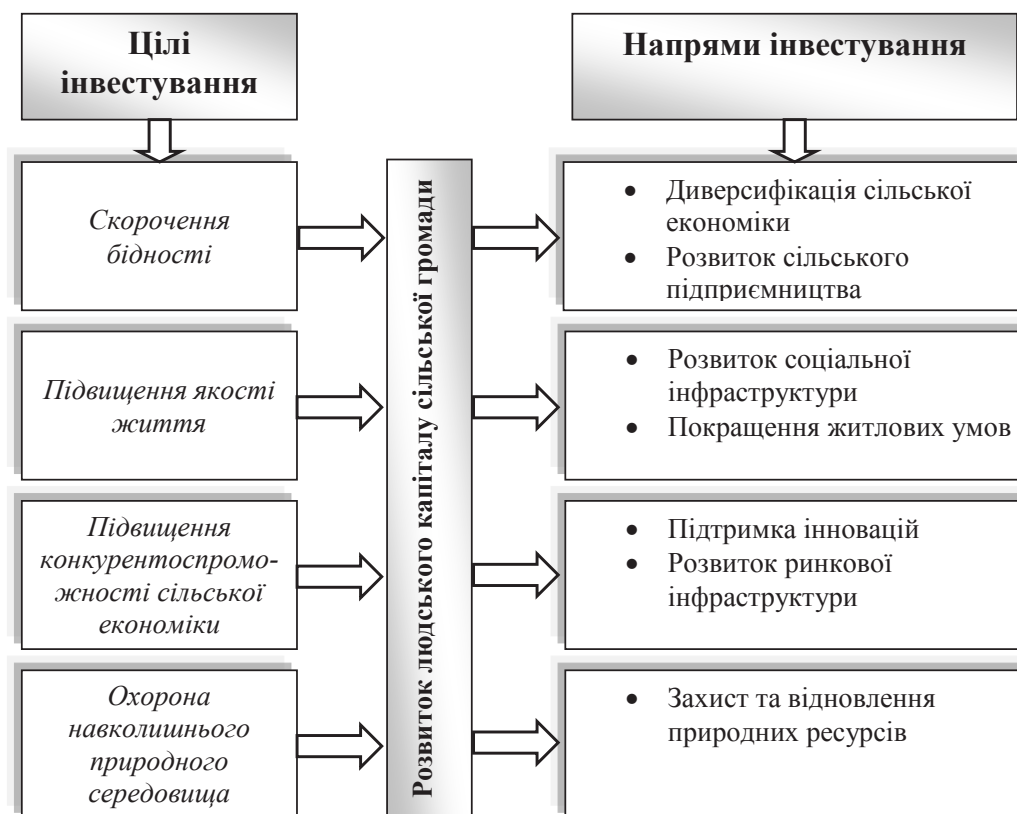 Цілі
інвестування
Напрями інвестування
Скорочення
бідності
Підвищення якості
життя
Підвищення
конкурентоспромо-
жності сільської
економіки
Охорона
навколишнього
природного
середовища
Розвиток людського капіталу сільської громади
• Диверсифікація сільської
економіки
• Розвиток сільського
підприємництва
• Розвиток соціальної
інфраструктури
• Покращення житлових умов
• Підтримка інновацій
• Розвиток ринкової
інфраструктури
• Захист та відновлення
природних ресурсів